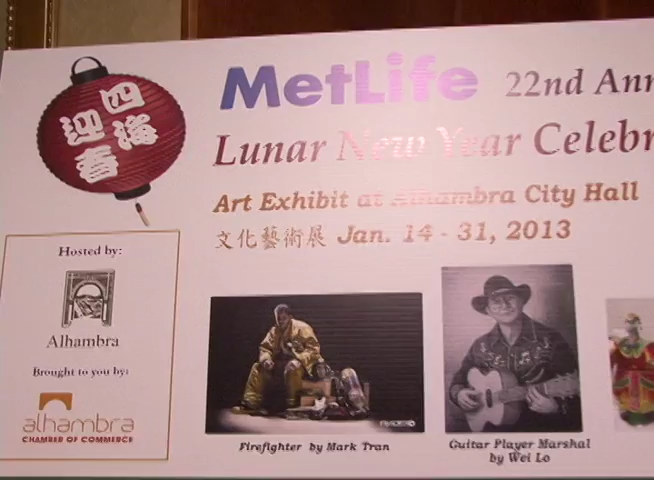 四海
迎春
MetLife 22nd Ann
Lunar New Year Celebr
Art Exhibit at Alhambra City Hall
文化藝術展 Jan. 14 - 31, 2013
Hosted by:
Alhambra
Brought to you by:
alhambra
CHAMBER OF COMMERCE
Firefighter by Mark Tran
Guitar Player Marshal
by Wei Lo